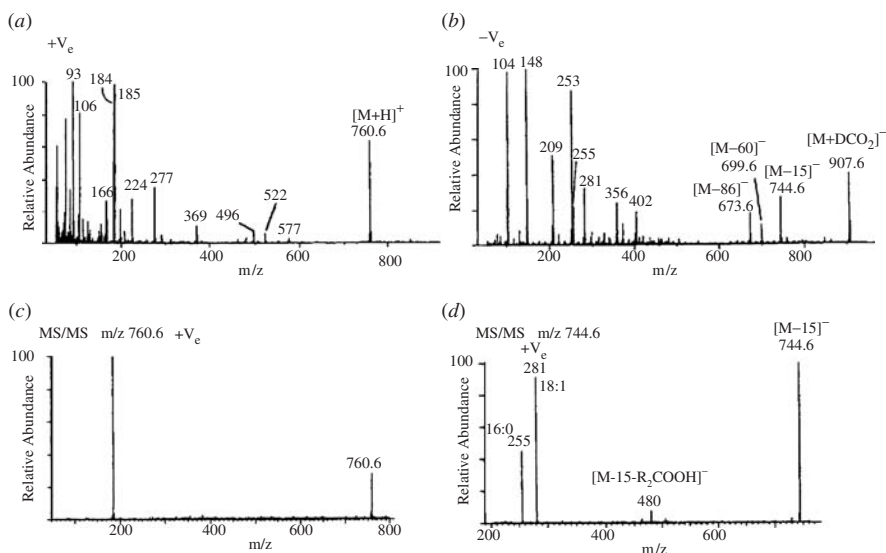 (a)
+Ve
100
93
184
185
106
[M+H]+
760.6
166
224
277
369
496
522
577
Relative Abundance
200
400
600
800
m/z
(b)
−Ve
100
104
148
253
209
255
281
356
402
[M−60]−
699.6
[M−86]−
673.6
[M−15]−
744.6
[M+DCO2]−
907.6
Relative Abundance
200
400
600
800
m/z
(c)
MS/MS m/z 760.6 +Ve
100
760.6
Relative Abundance
200
400
600
800
m/z
(d)
MS/MS m/z 744.6
+Ve
[M−15]−
744.6
100
281
18:1
16:0
255
[M-15-R2COOH]−
480
Relative Abundance
200
400
600
m/z